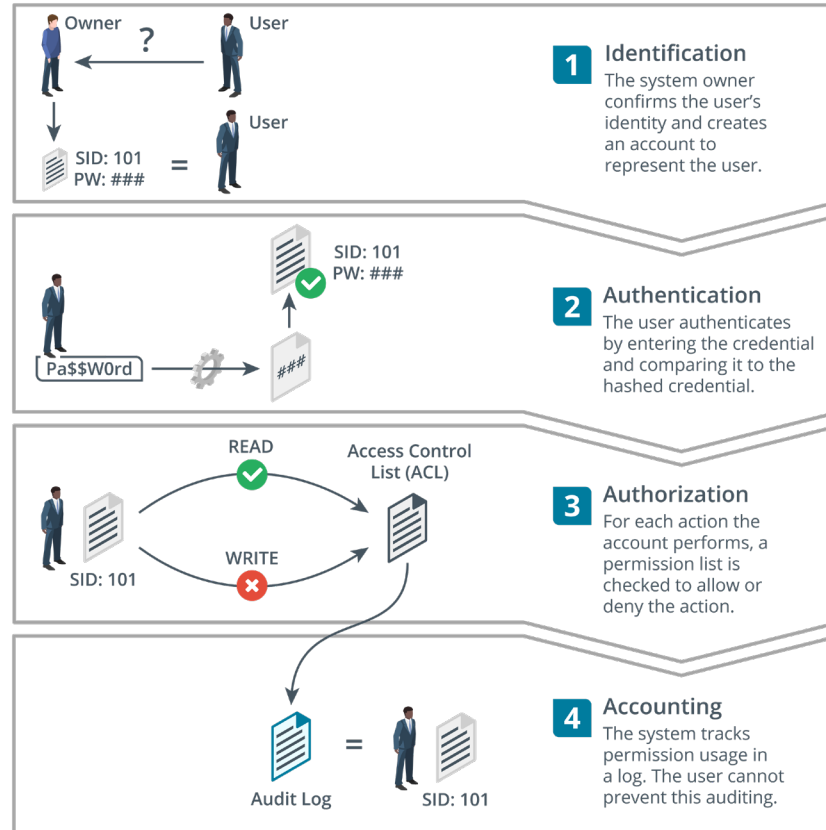 Owner
User
?
User
SID: 101
PW: ###
=
1
Identification
The system owner
confirms the user’s
identity and creates
an account to
represent the user.
SID: 101
PW: ###
Pa$$W0rd
###
2
Authentication
The user authenticates
by entering the credential
and comparing it to the
hashed credential.
READ
Access Control
List (ACL)
WRITE
SID: 101
3
Authorization
For each action the
account performs, a
permission list is
checked to allow or
deny the action.
=
Audit Log
SID: 101
4
Accounting
The system tracks
permission usage in
a log. The user cannot
prevent this auditing.